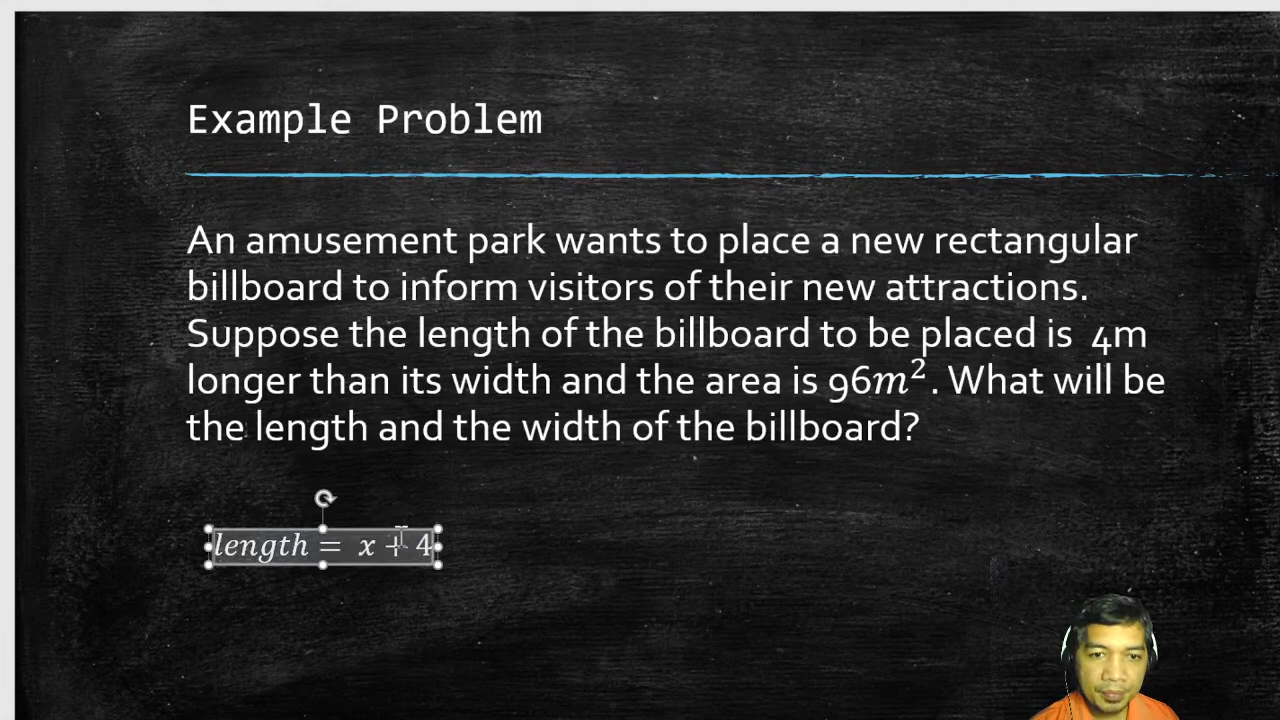 Example Problem
An amusement park wants to place a new rectangular
billboard to inform visitors of their new attractions.
Suppose the length of the billboard to be placed is 4m
longer than its width and the area is 96m². What will be
the length and the width of the billboard?
length = x + 4